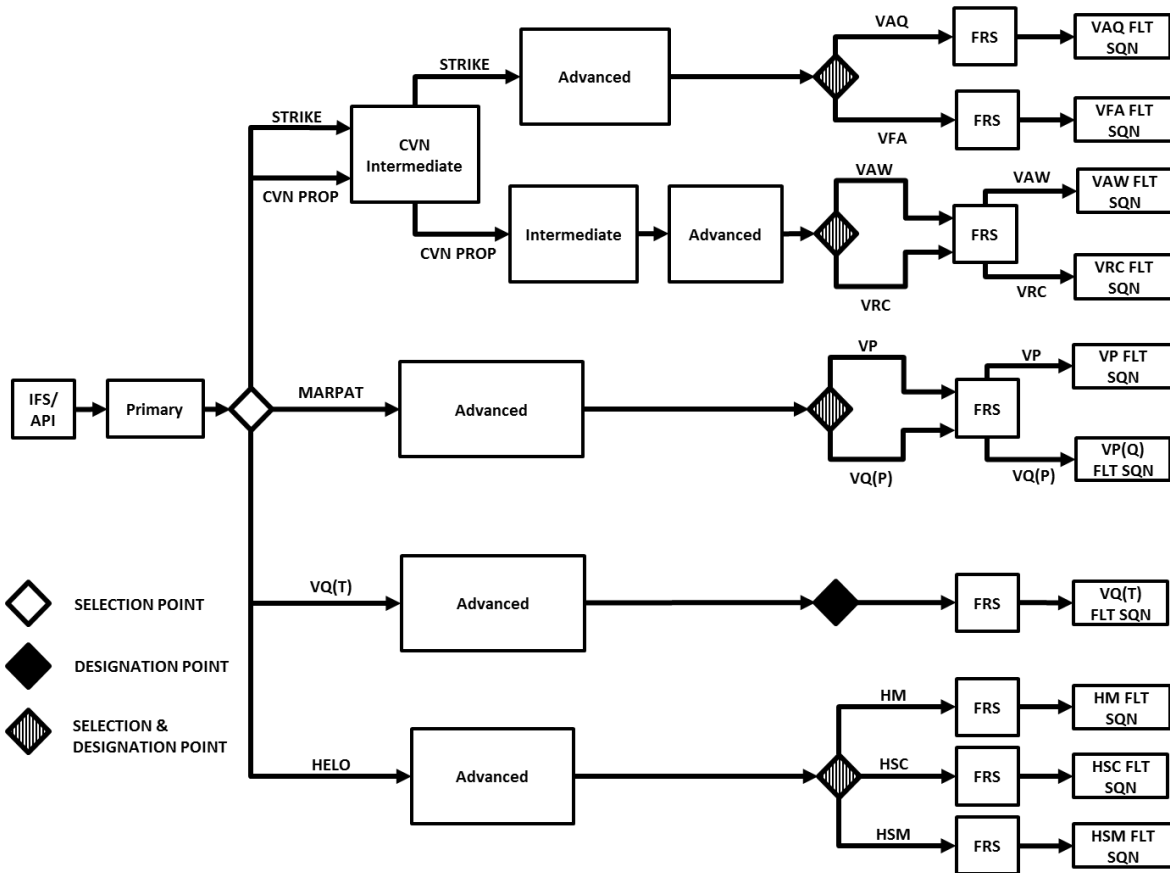 VAQ
FRS
VAQ FLT
SQN
STRIKE
Advanced
VFA
FRS
VFA FLT
SQN
STRIKE
CVN
Intermediate
CVN PROP
CVN PROP
Intermediate
Advanced
VAW
VRC
FRS
VAW
VAW FLT
SQN
VRC
VRC FLT
SQN
IFS/
API
Primary
MARPAT
Advanced
VP
VQ(P)
FRS
VP
VP FLT
SQN
VQ(P)
VP(Q)
FLT SQN
VQ(T)
Advanced
FRS
VQ(T)
FLT SQN
HELO
Advanced
HM
FRS
HM FLT
SQN
HSC
FRS
HSC FLT
SQN
HSM
FRS
HSM FLT
SQN
SELECTION POINT
DESIGNATION POINT
SELECTION &
DESIGNATION POINT